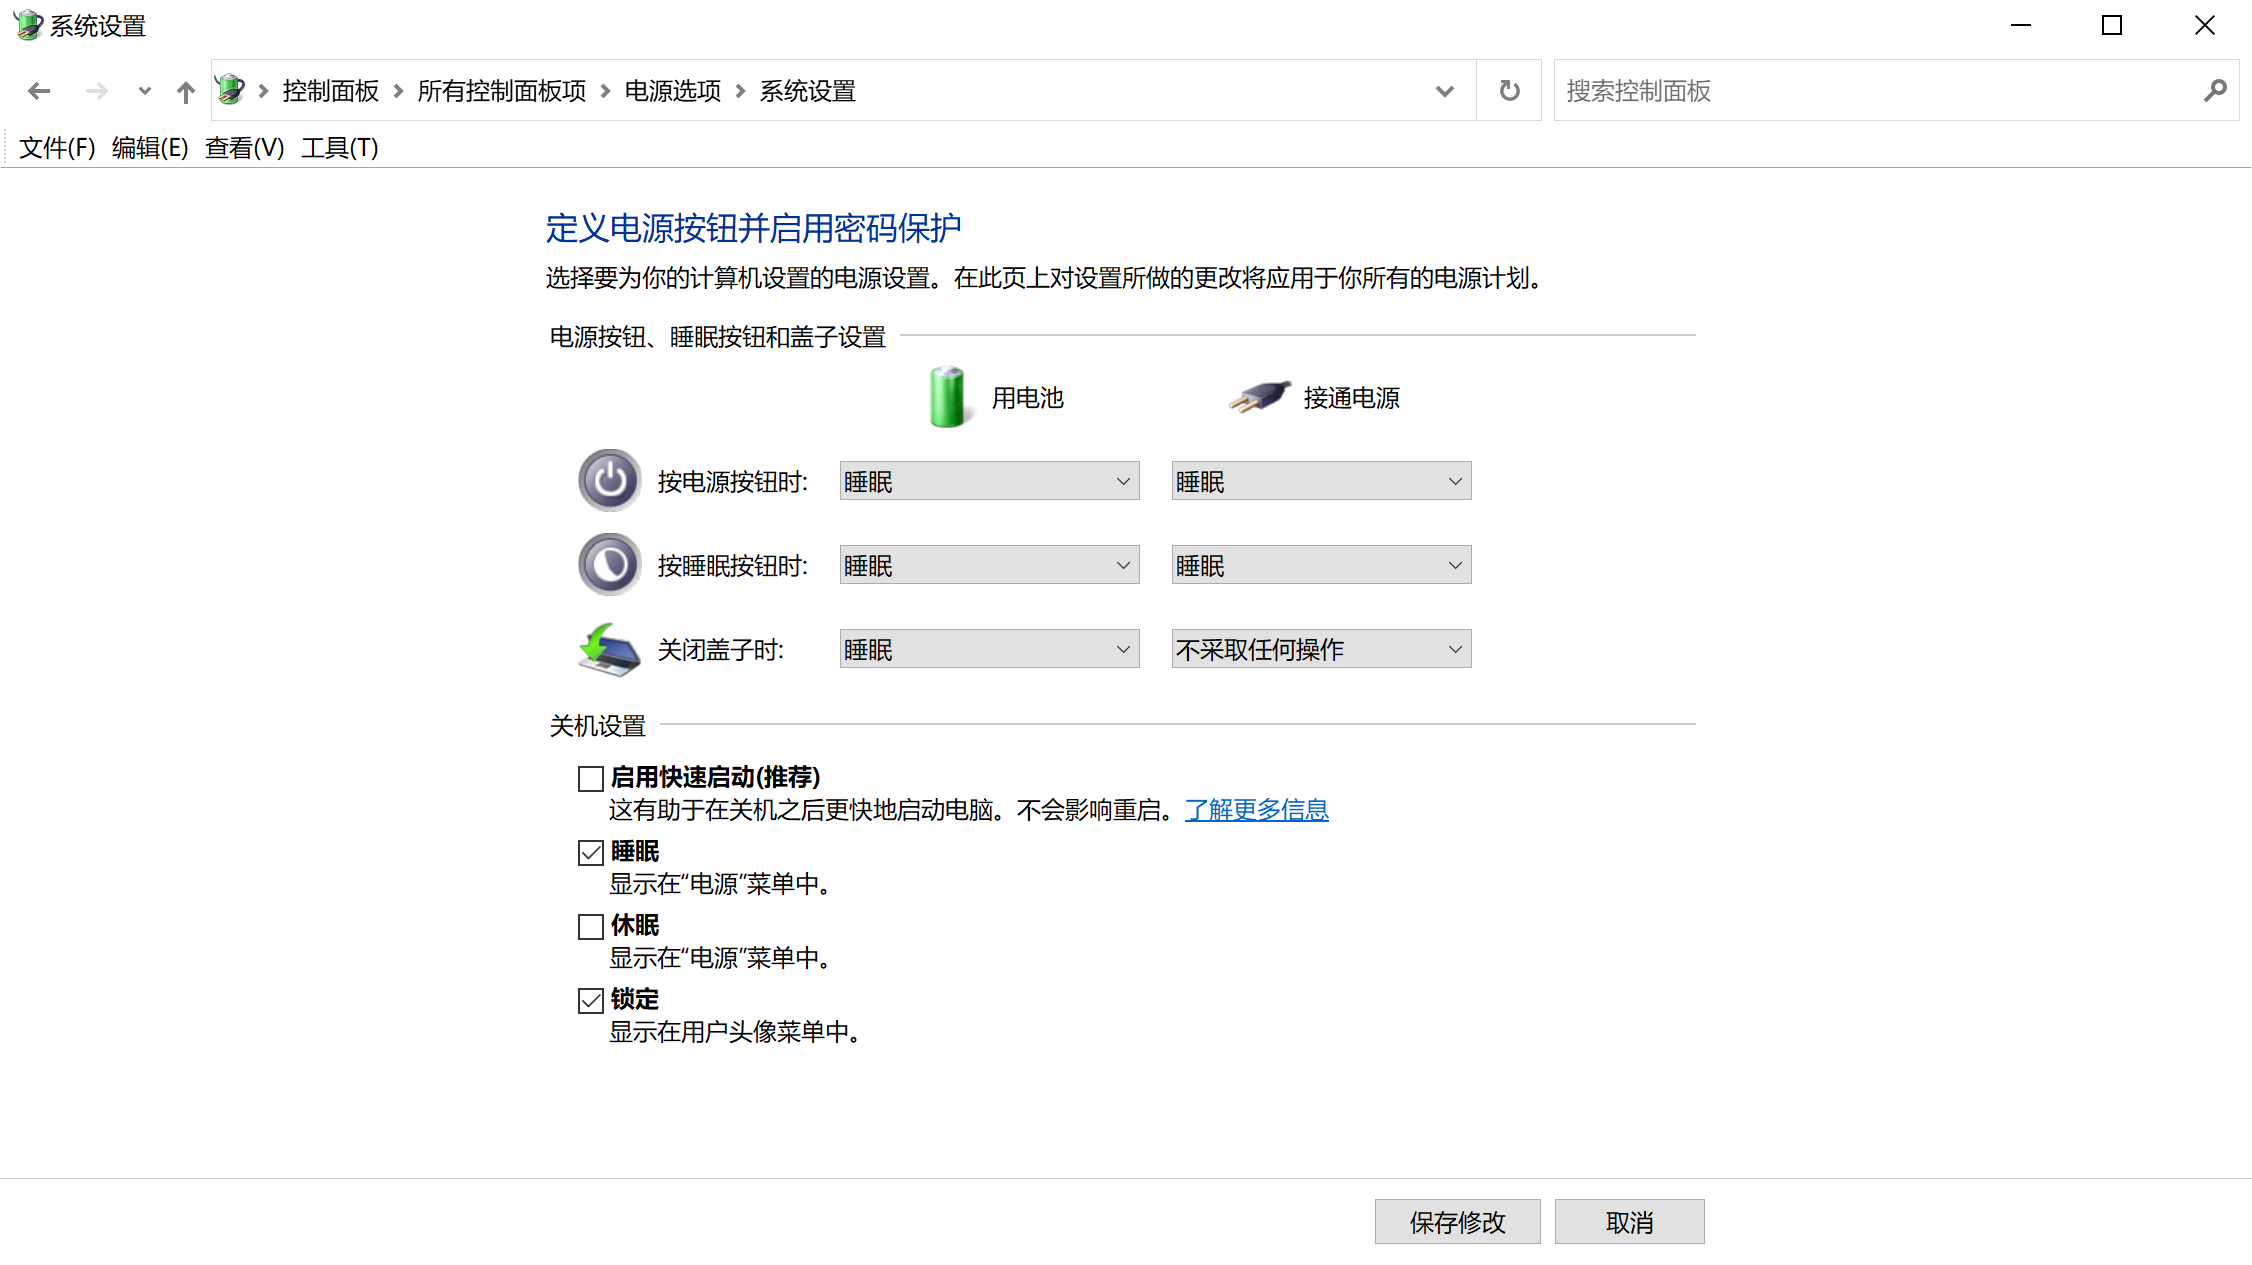 系统设置
控制面板 所有控制面板项 电源选项 系统设置
搜索控制面板
文件(F) 编辑(E) 查看(V) 工具(T)
定义电源按钮并启用密码保护
选择要为你的计算机设置的电源设置。在此页上对设置所做的更改将应用于你所有的电源计划。
电源按钮、睡眠按钮和盖子设置
用电池 接通电源
按电源按钮时: 睡眠 睡眠
按睡眠按钮时: 睡眠 睡眠
关闭盖子时: 睡眠 不采取任何操作
关机设置
启用快速启动(推荐)
这有助于在关机之后更快地启动电脑。不会影响重启。了解更多信息
睡眠
显示在“电源”菜单中。
休眠
显示在“电源”菜单中。
锁定
显示在用户头像菜单中。
保存修改 取消